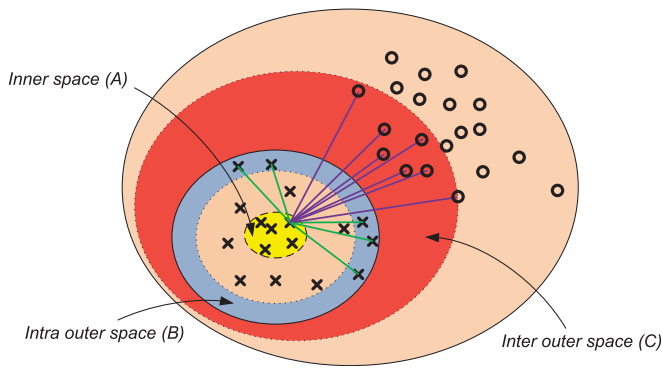 Inner space (A)
Intra outer space (B)
Inter outer space (C)